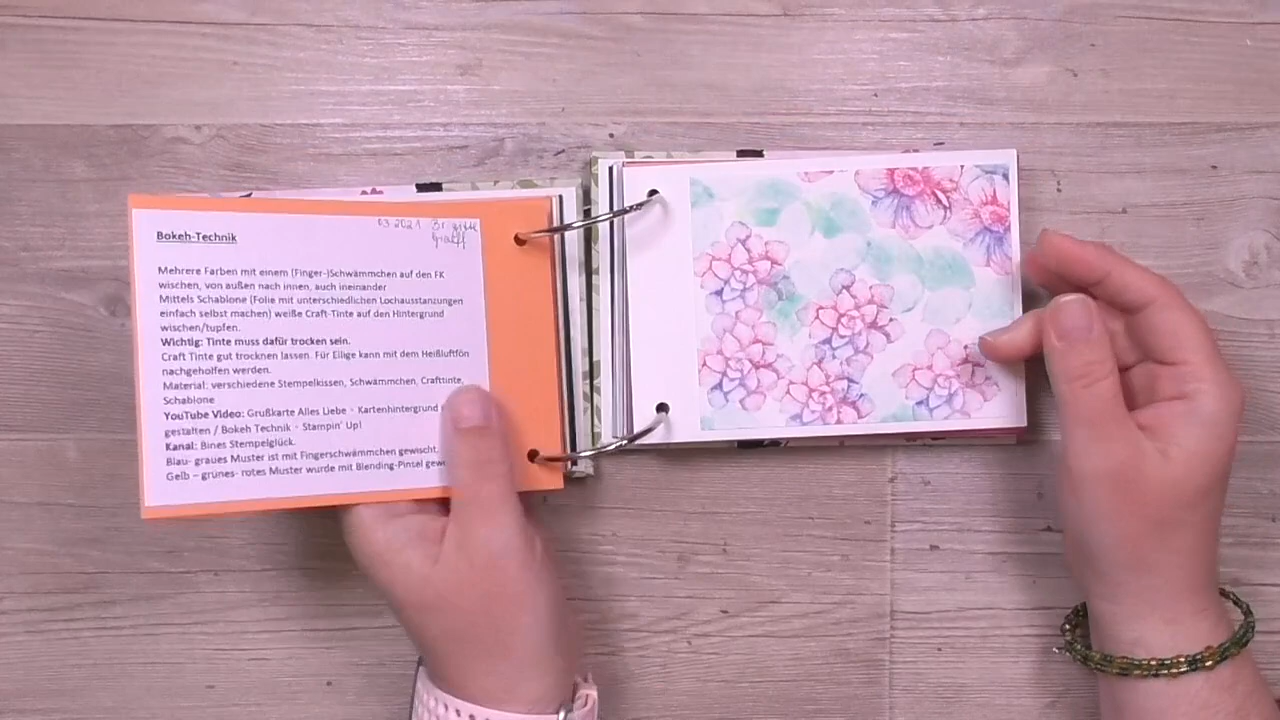 03.2021 Brigitte
Graff
Bokeh-Technik
Mehrere Farben mit einem (Finger-)Schwämmchen auf den FK
wischen, von außen nach innen, auch ineinander
Mittels Schablone (Folie mit unterschiedlichen Lochausstanzungen
einfach selbst machen) weiße Craft-Tinte auf den Hintergrund
wischen/tupfen.
Wichtig: Tinte muss dafür trocken sein.
Craft Tinte gut trocknen lassen. Für Eilige kann mit dem Heißluftfön
nachgeholfen werden.
Material: verschiedene Stempelkissen, Schwämmchen, Crafttinte,
Schablone
YouTube Video: Grußkarte Alles Liebe - Kartenhintergrund
gestalten / Bokeh Technik - Stampin' Up!
Kanal: Bines Stempelglück.
Blau- graues Muster ist mit Fingerschwämmchen gewischt.
Gelb – grünes- rotes Muster wurde mit Blending-Pinsel